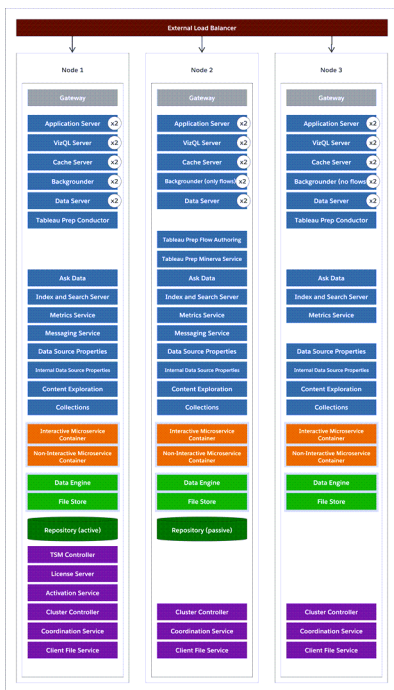 External Load Balancer
Node 1
Gateway
Application Server x2
VizQL Server x2
Cache Server x2
Backgrounder x2
Data Server x2
Tableau Prep Conductor
Ask Data
Index and Search Server
Metrics Service
Messaging Service
Data Source Properties
Internal Data Source Properties
Content Exploration
Collections
Interactive Microservice
Container
Non-Interactive Microservice
Container
Data Engine
File Store
Repository (active)
TSM Controller
License Server
Activation Service
Cluster Controller
Coordination Service
Client File Service
Node 2
Gateway
Application Server x2
VizQL Server x2
Cache Server x2
Backgrounder (only flows) x2
Data Server x2
Tableau Prep Flow Authoring
Tableau Prep Minerva Service
Ask Data
Index and Search Server
Metrics Service
Messaging Service
Data Source Properties
Internal Data Source Properties
Content Exploration
Collections
Interactive Microservice
Container
Non-Interactive Microservice
Container
Data Engine
File Store
Repository (passive)
Cluster Controller
Coordination Service
Client File Service
Node 3
Gateway
Application Server x2
VizQL Server x2
Cache Server x2
Backgrounder (no flows x2
Data Server x2
Tableau Prep Conductor
Ask Data
Index and Search Server
Metrics Service
Data Source Properties
Internal Data Source Properties
Content Exploration
Collections
Interactive Microservice
Container
Non-Interactive Microservice
Container
Data Engine
File Store
Cluster Controller
Coordination Service
Client File Service